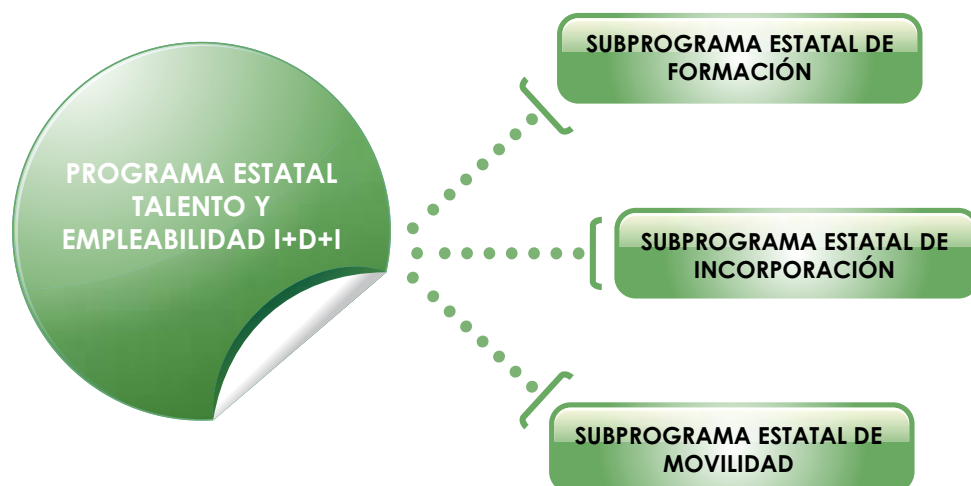 PROGRAMA ESTATAL
TALENTO Y
EMPLEABILIDAD I+D+I
SUBPROGRAMA ESTATAL DE
FORMACIÓN
SUBPROGRAMA ESTATAL DE
INCORPORACIÓN
SUBPROGRAMA ESTATAL DE
MOVILIDAD